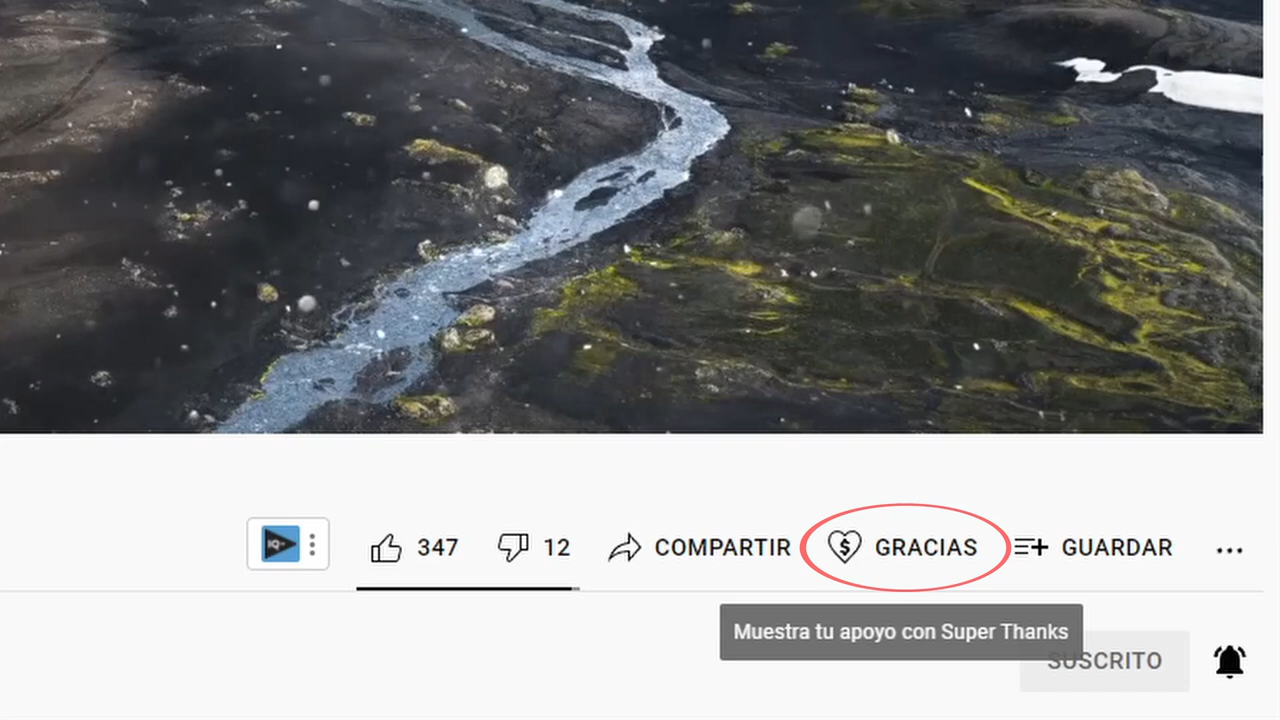 347 12 COMPARTIR GRACIAS GUARDAR
Muestra tu apoyo con Super Thanks
SUSCRITO